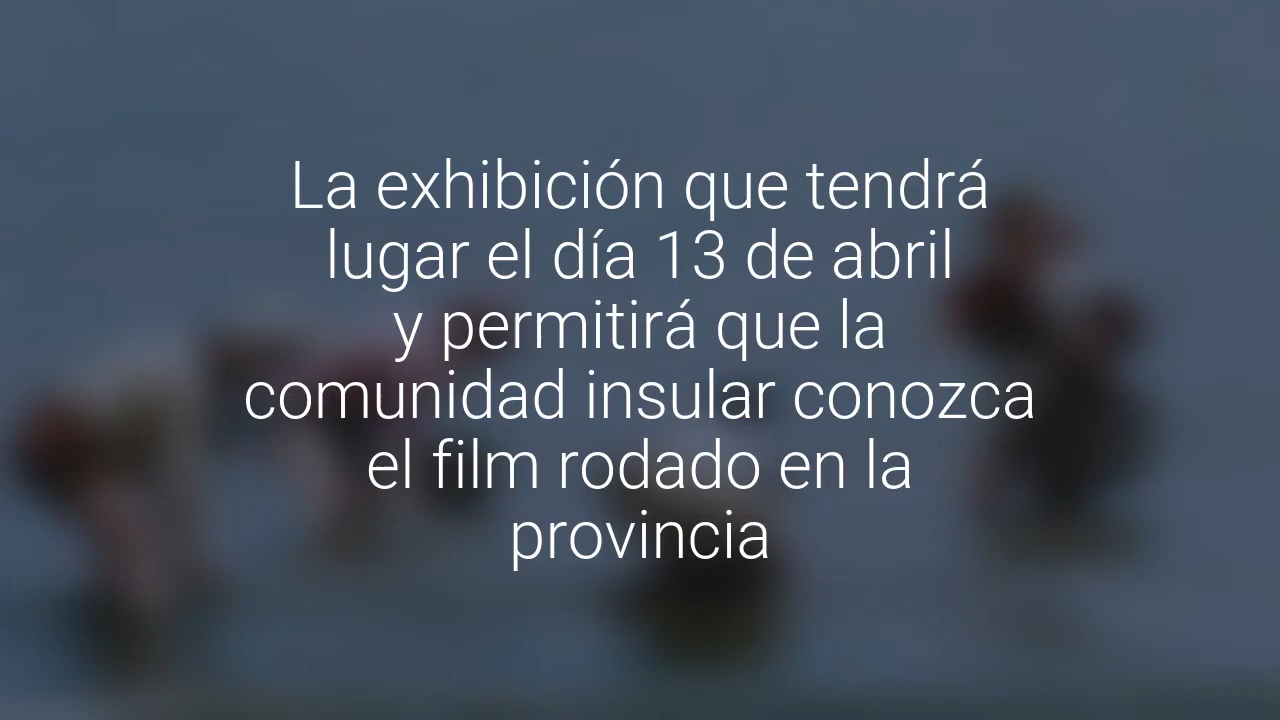 La exhibición que tendrá
lugar el día 13 de abril
y permitirá que la
comunidad insular conozca
el film rodado en la
provincia